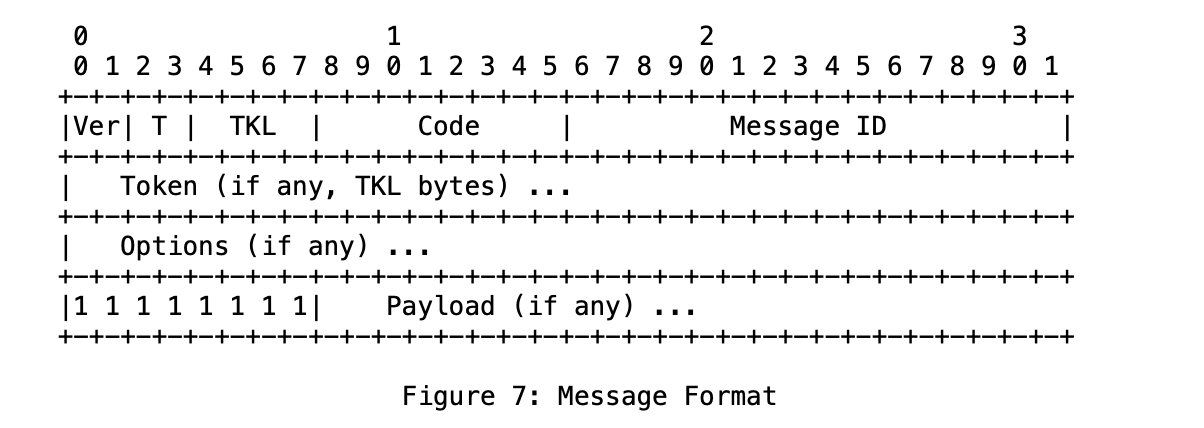 0                   1                   2                   3
 0 1 2 3 4 5 6 7 8 9 0 1 2 3 4 5 6 7 8 9 0 1 2 3 4 5 6 7 8 9 0 1
+-+-+-+-+-+-+-+-+-+-+-+-+-+-+-+-+-+-+-+-+-+-+-+-+-+-+-+-+-+-+-+-+
|Ver| T |  TKL  |      Code     |          Message ID           |
+-+-+-+-+-+-+-+-+-+-+-+-+-+-+-+-+-+-+-+-+-+-+-+-+-+-+-+-+-+-+-+-+
|   Token (if any, TKL bytes) ...
+-+-+-+-+-+-+-+-+-+-+-+-+-+-+-+-+-+-+-+-+-+-+-+-+-+-+-+-+-+-+-+-+
|   Options (if any) ...
+-+-+-+-+-+-+-+-+-+-+-+-+-+-+-+-+-+-+-+-+-+-+-+-+-+-+-+-+-+-+-+-+
|1 1 1 1 1 1 1 1|    Payload (if any) ...
+-+-+-+-+-+-+-+-+-+-+-+-+-+-+-+-+-+-+-+-+-+-+-+-+-+-+-+-+-+-+-+-+
Figure 7: Message Format